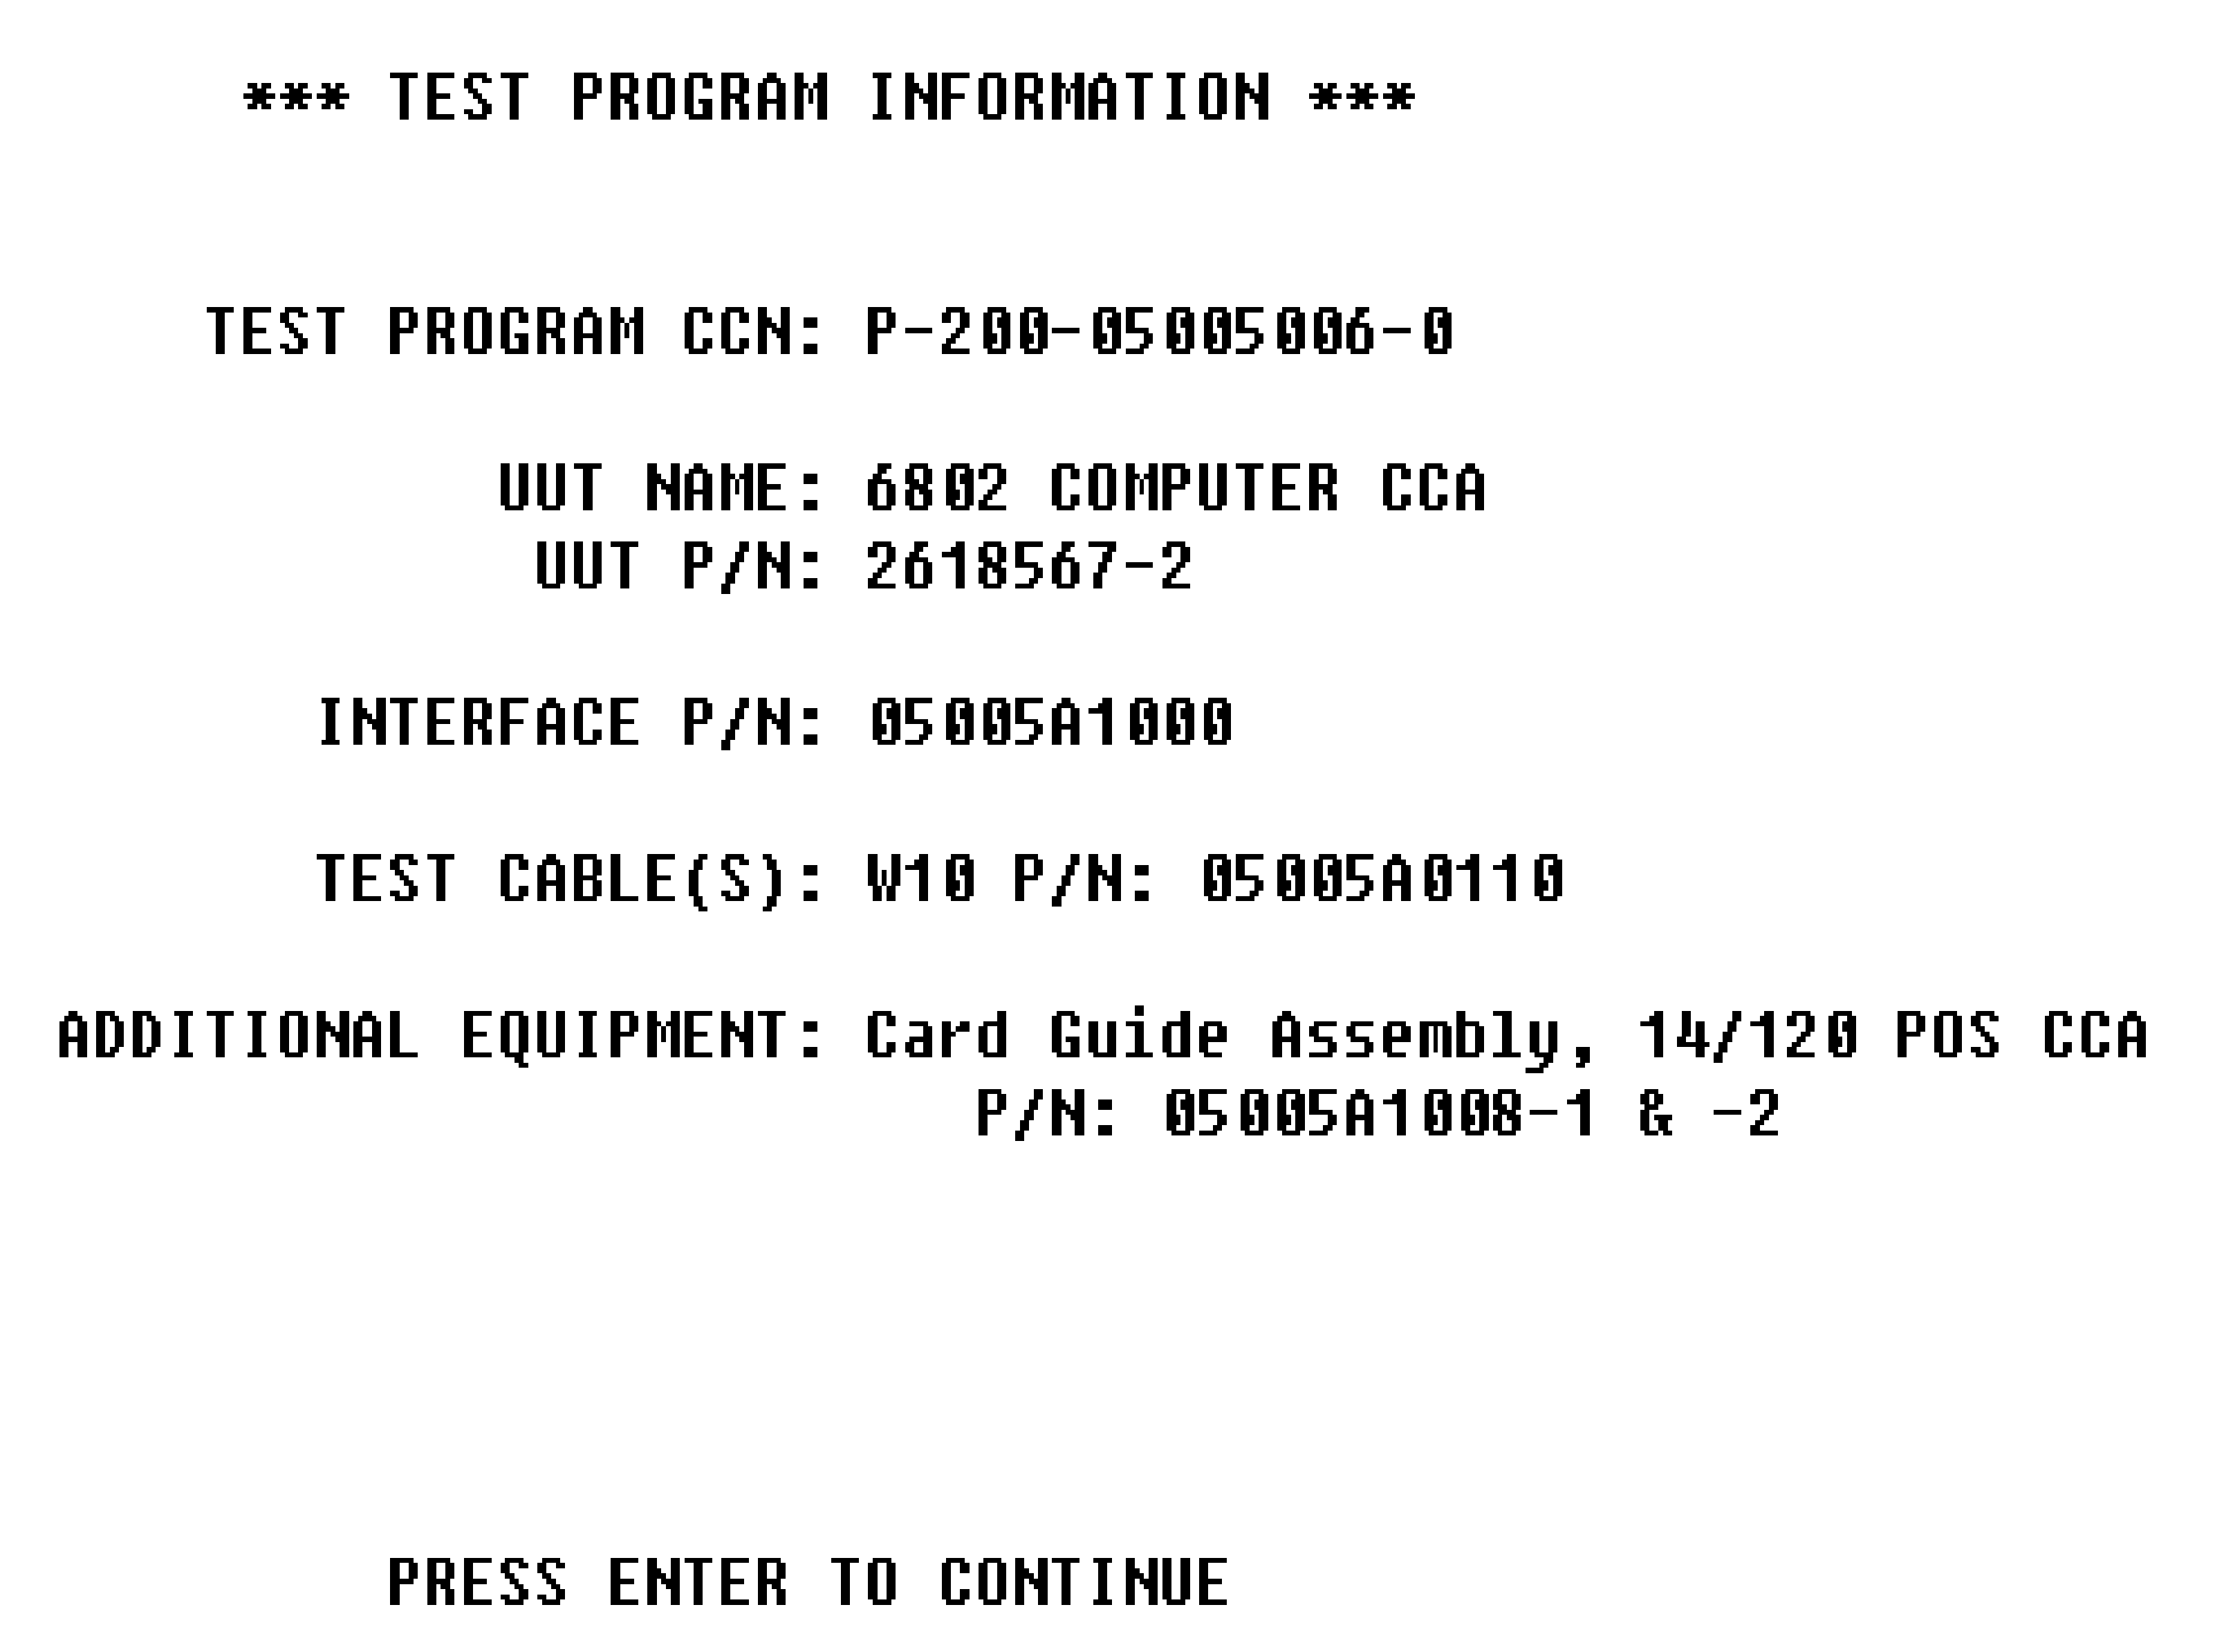 *** TEST PROGRAM INFORMATION ***
TEST PROGRAM CCN: P-200-05005006-0
UUT NAME: 6802 COMPUTER CCA
UUT P/N: 2618567-2
INTERFACE P/N: 05005A1000
TEST CABLE(S): W10 P/N: 05005A0110
ADDITIONAL EQUIPMENT: Card Guide Assembly, 14/120 POS CCA
P/N: 05005A1008-1 & -2
PRESS ENTER TO CONTINUE